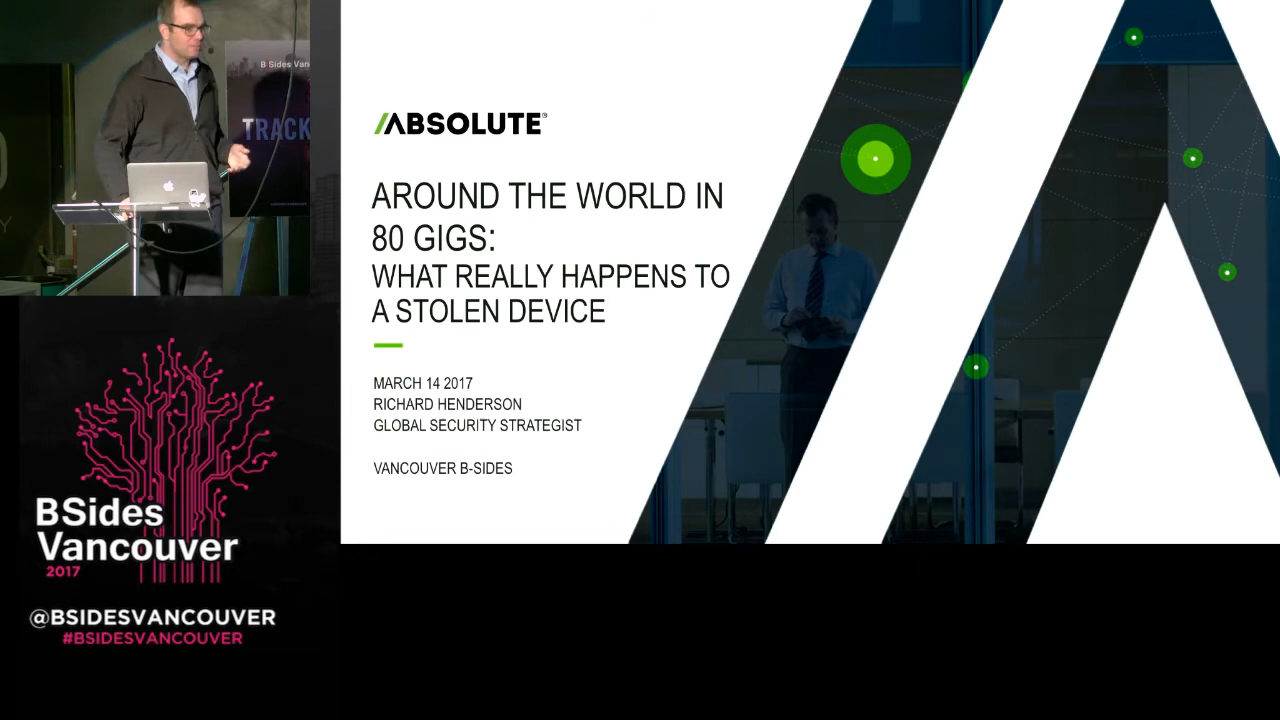 B Sides Van
TRACK
ABSOLUTE®
AROUND THE WORLD IN
80 GIGS:
WHAT REALLY HAPPENS TO
A STOLEN DEVICE
MARCH 14 2017
RICHARD HENDERSON
GLOBAL SECURITY STRATEGIST
VANCOUVER B-SIDES
BSides
Vancouver
2017
@BSIDESVANCOUVER
#BSIDESVANCOUVER